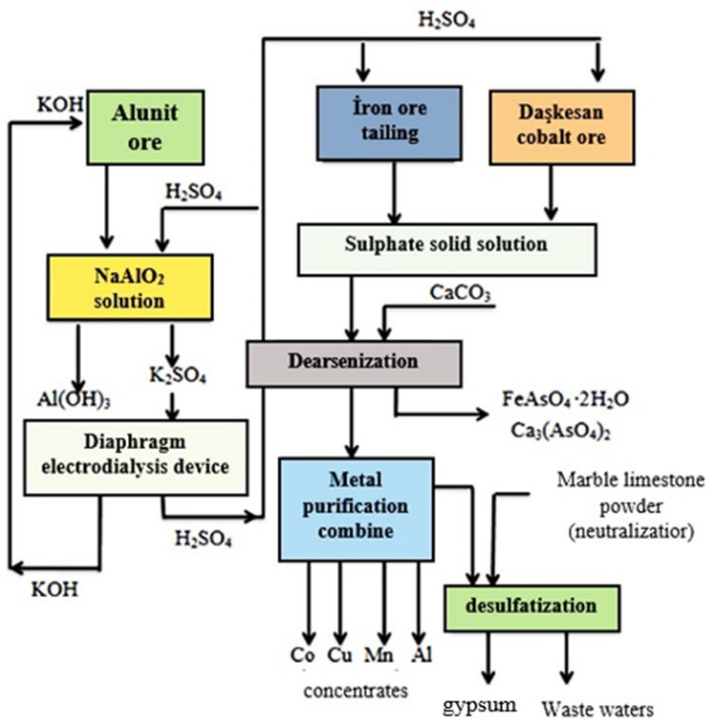 H₂SO₄
KOH
Alunit
ore
İron ore
tailing
Daşkesan
cobalt ore
H₂SO₄
Sulphate solid solution
NaAlO₂
solution
CaCO₃
Dearsenization
K₂SO₄
Al(OH)₃
FeAsO₄·2H₂O
Ca₃(AsO₄)₂
Diaphragm
electrodialysis device
Metal
purification
combine
Marble limestone
powder
(neutralizatior)
H₂SO₄
KOH
desulfatization
Co Cu Mn Al
concentrates
gypsum
Waste waters